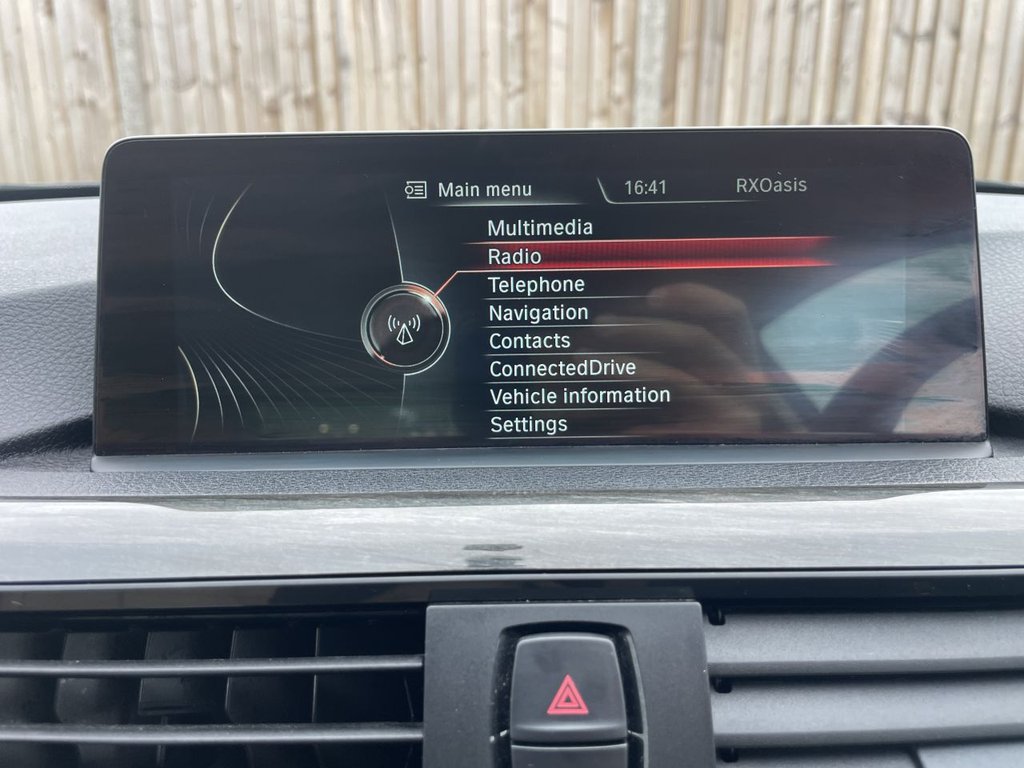 Main menu 16:41 RXOasis
Multimedia
Radio
Telephone
Navigation
Contacts
ConnectedDrive
Vehicle information
Settings